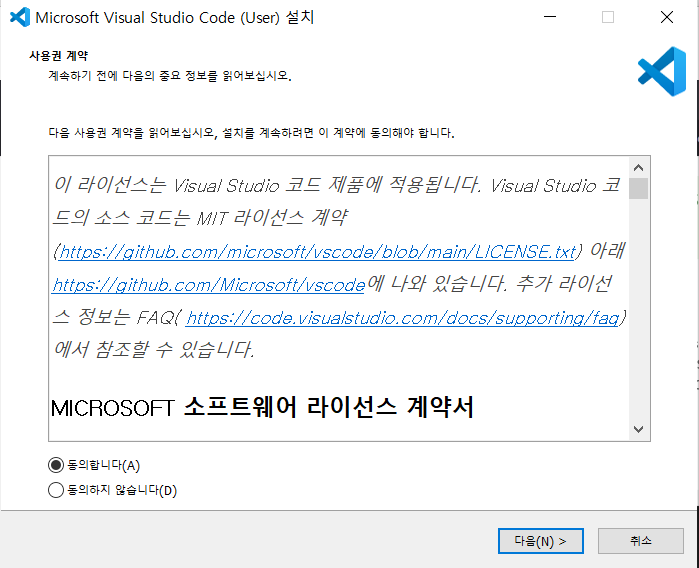 Microsoft Visual Studio Code (User) 설치
사용권 계약
계속하기 전에 다음의 중요 정보를 읽어보십시오.
다음 사용권 계약을 읽어보십시오, 설치를 계속하려면 이 계약에 동의해야 합니다.
이 라이선스는 Visual Studio 코드 제품에 적용됩니다. Visual Studio 코
드의 소스 코드는 MIT 라이선스 계약
(https://github.com/microsoft/vscode/blob/main/LICENSE.txt) 아래
https://github.com/Microsoft/vscode에 나와 있습니다. 추가 라이선
스 정보는 FAQ( https://code.visualstudio.com/docs/supporting/faq)
에서 참조할 수 있습니다.
MICROSOFT 소프트웨어 라이선스 계약서
동의합니다(A)
동의하지 않습니다(D)
다음(N) >
취소